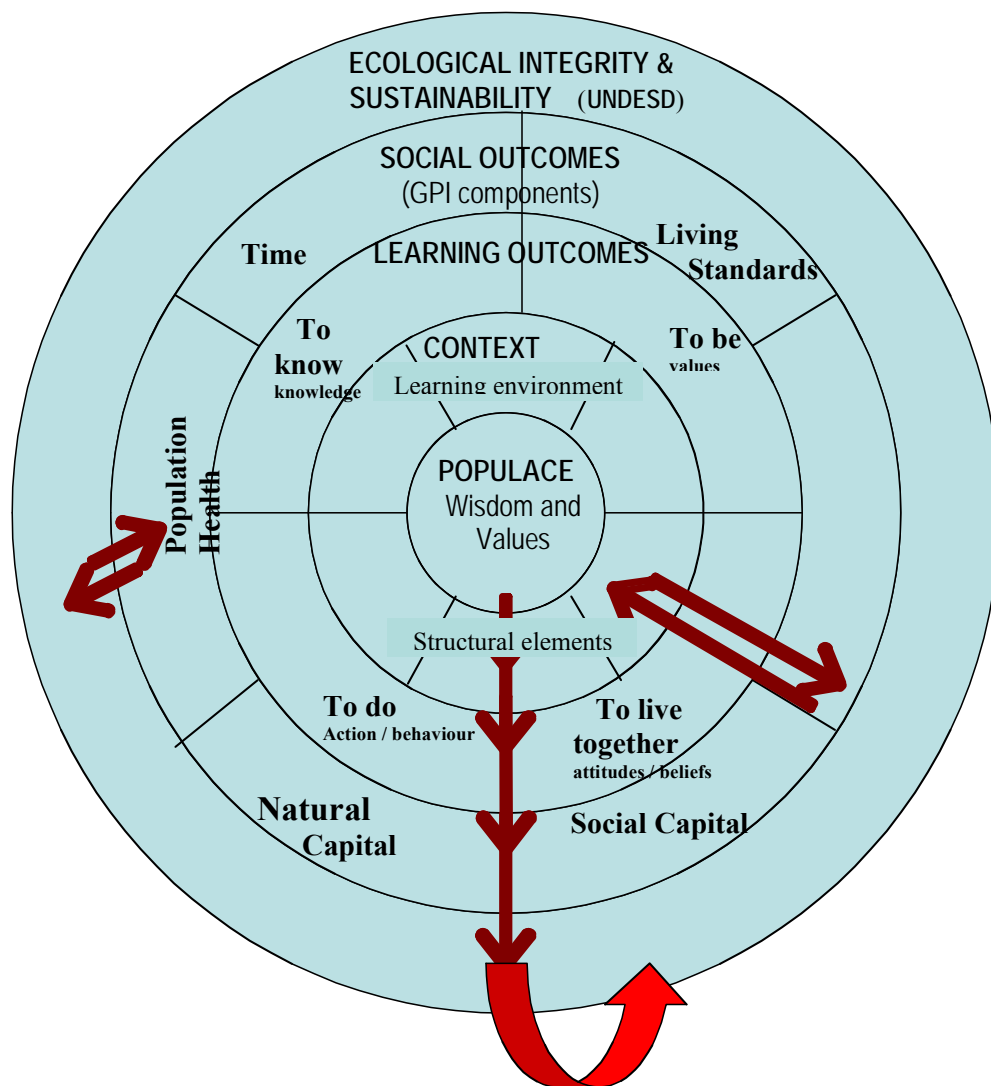 ECOLOGICAL INTEGRITY &
SUSTAINABILITY (UNDESD)
SOCIAL OUTCOMES
(GPI components)
Time
Living
Standards
LEARNING OUTCOMES
To
know
knowledge
To be
values
CONTEXT
Learning environment
Population
Health
POPULACE
Wisdom and
Values
Structural elements
To do
Action / behaviour
To live
together
attitudes / beliefs
Natural
Capital
Social Capital